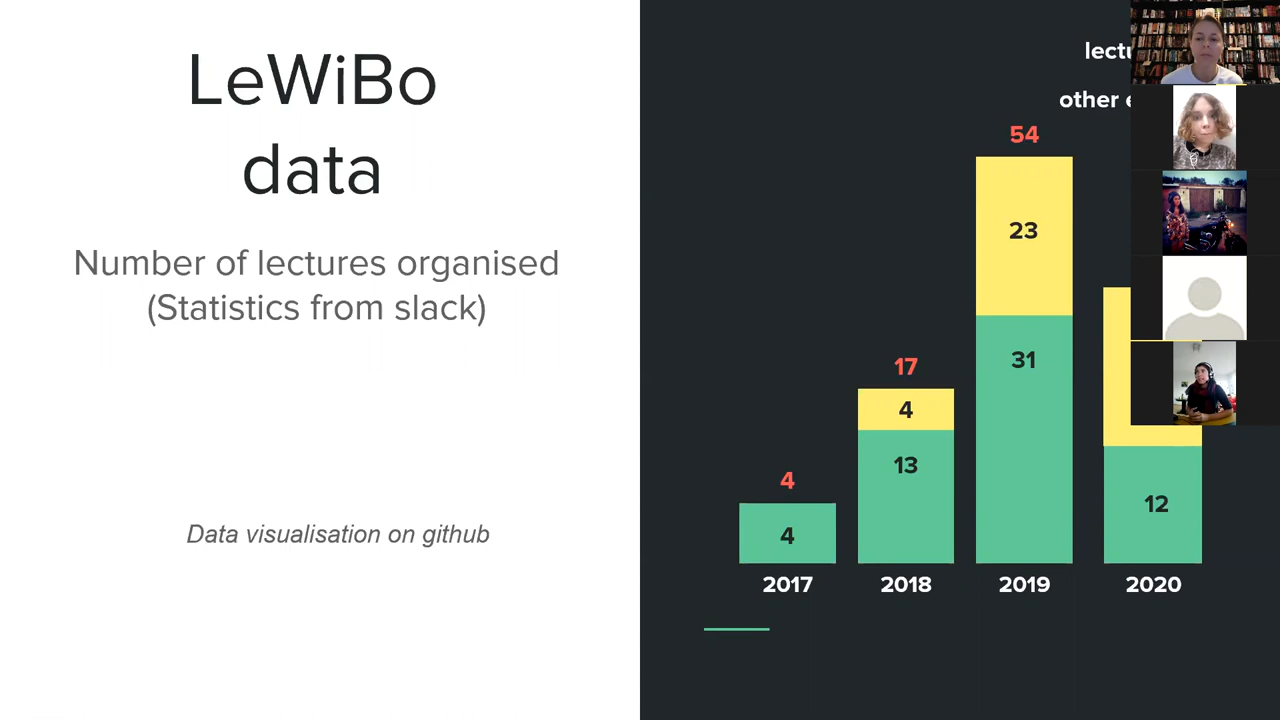 LeWiBo
data
Number of lectures organised
(Statistics from slack)
Data visualisation on github
other
54
23
31
17
4
13
4
4
12
2017
2018
2019
2020